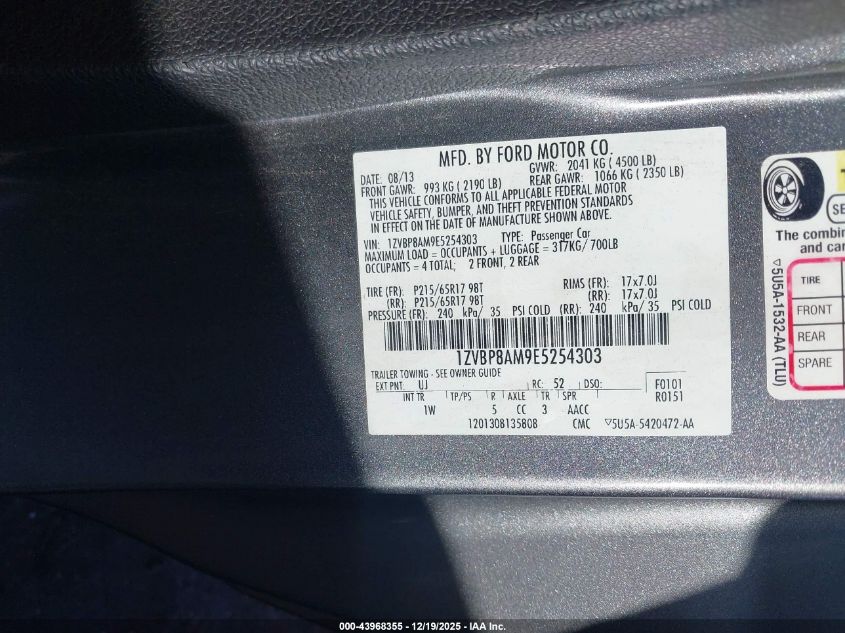 MFD. BY FORD MOTOR CO.
DATE: 08/13 GVWR: 2041 KG ( 4500 LB)
FRONT GAWR: 993 KG ( 2190 LB) REAR GAWR: 1066 KG ( 2350 LB)
THIS VEHICLE CONFORMS TO ALL APPLICABLE FEDERAL MOTOR
VEHICLE SAFETY, BUMPER, AND THEFT PREVENTION STANDARDS
IN EFFECT ON THE DATE OF MANUFACTURE SHOWN ABOVE.
VIN: 1ZVBP8AM9E5254303 TYPE: Passenger Car
MAXIMUM LOAD = OCCUPANTS + LUGGAGE = 317KG/ 700LB
OCCUPANTS = 4 TOTAL; 2 FRONT, 2 REAR
TIRE (FR): P215/65R17 98T RIMS (FR): 17x7.0J
(RR): P215/65R17 98T (RR): 17x7.0J
PRESSURE (FR): 240 kPa/ 35 PSI COLD (RR): 240 kPa/ 35 PSI COLD
1ZVBP8AM9E5254303
TRAILER TOWING - SEE OWNER GUIDE
EXT PNT: UJ RC: 52 DSO: F0101
INT TR TP/PS R AXLE TR SPR R0151
1W 5 CC 3 AACC
12013081358OB CMC ▽5U5A-5420472-AA
SE
The combin
and car
TIRE
FRONT
REAR
SPARE
▽5U5A-1532-AA (TLU)
000-43968355 - 12/19/2025 - IAA Inc.